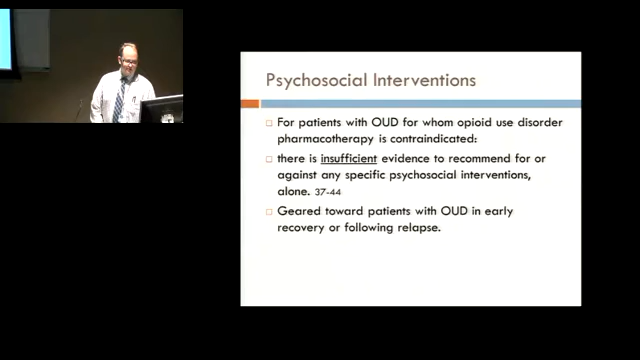 Psychosocial Interventions
For patients with OUD for whom opioid use disorder
pharmacotherapy is contraindicated:
there is insufficient evidence to recommend for or
against any specific psychosocial interventions,
alone. 37-44
Geared toward patients with OUD in early
recovery or following relapse.